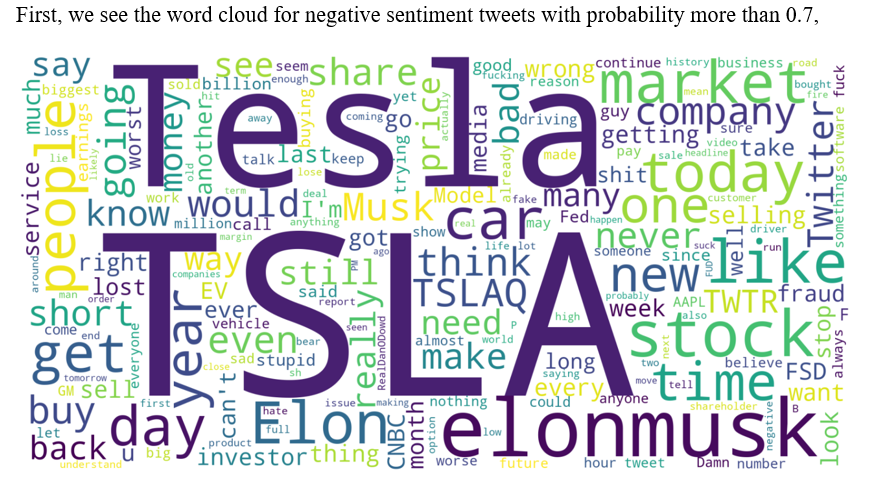 First, we see the word cloud for negative sentiment tweets with probability more than 0.7,
say
see
seem
share
good
fucking
wrong
continue
history
business
road
much
biggest
sold
billion
enough
reason
market
bought
fire
mean
fuck
Tesla
people
loss
earnings
lie
likely
going
worst
money
old
another
hit
away
talk
last
keep
lose
buying
coming
go
yet
trying
price
actually
media
bad
already
driving
made
guy
company
getting
sure
pay
sale
headline
video
take
Twitter
software
something
shit
today
customer
service
know
work
would
term
deal
I'm
anything
million
call
margin
Musk
Model
fake
many
car
may
Fed
happen
one
selling
never
someone
since
suck
well
driver
run
like
FUD
around
right
way
companies
TSLA
got
PM
ago
show
real
life
lot
think
TSLAQ
new
lost
man
order
EV
still
said
report
week
AAPL
also
TWTR
fraud
F
short
come
end
everyone
year
ever
vehicle
even
bear
sad
stupid
sh
close
really
seen
RealDanODowd
need
P
almost
world
make
high
probably
stock
stop
always
get
tomorrow
GM
sell
can't
long
saying
every
two
move
next
tell
time
believe
FSD
want
buy
let
back
first
day
u
big
product
hate
full
Elon
issue
making
investor
thing
CNBC
month
option
nothing
low
elonmusk
could
anyone
shareholder
negative
B
look
understand
worse
future
hour
tweet
Damn
number